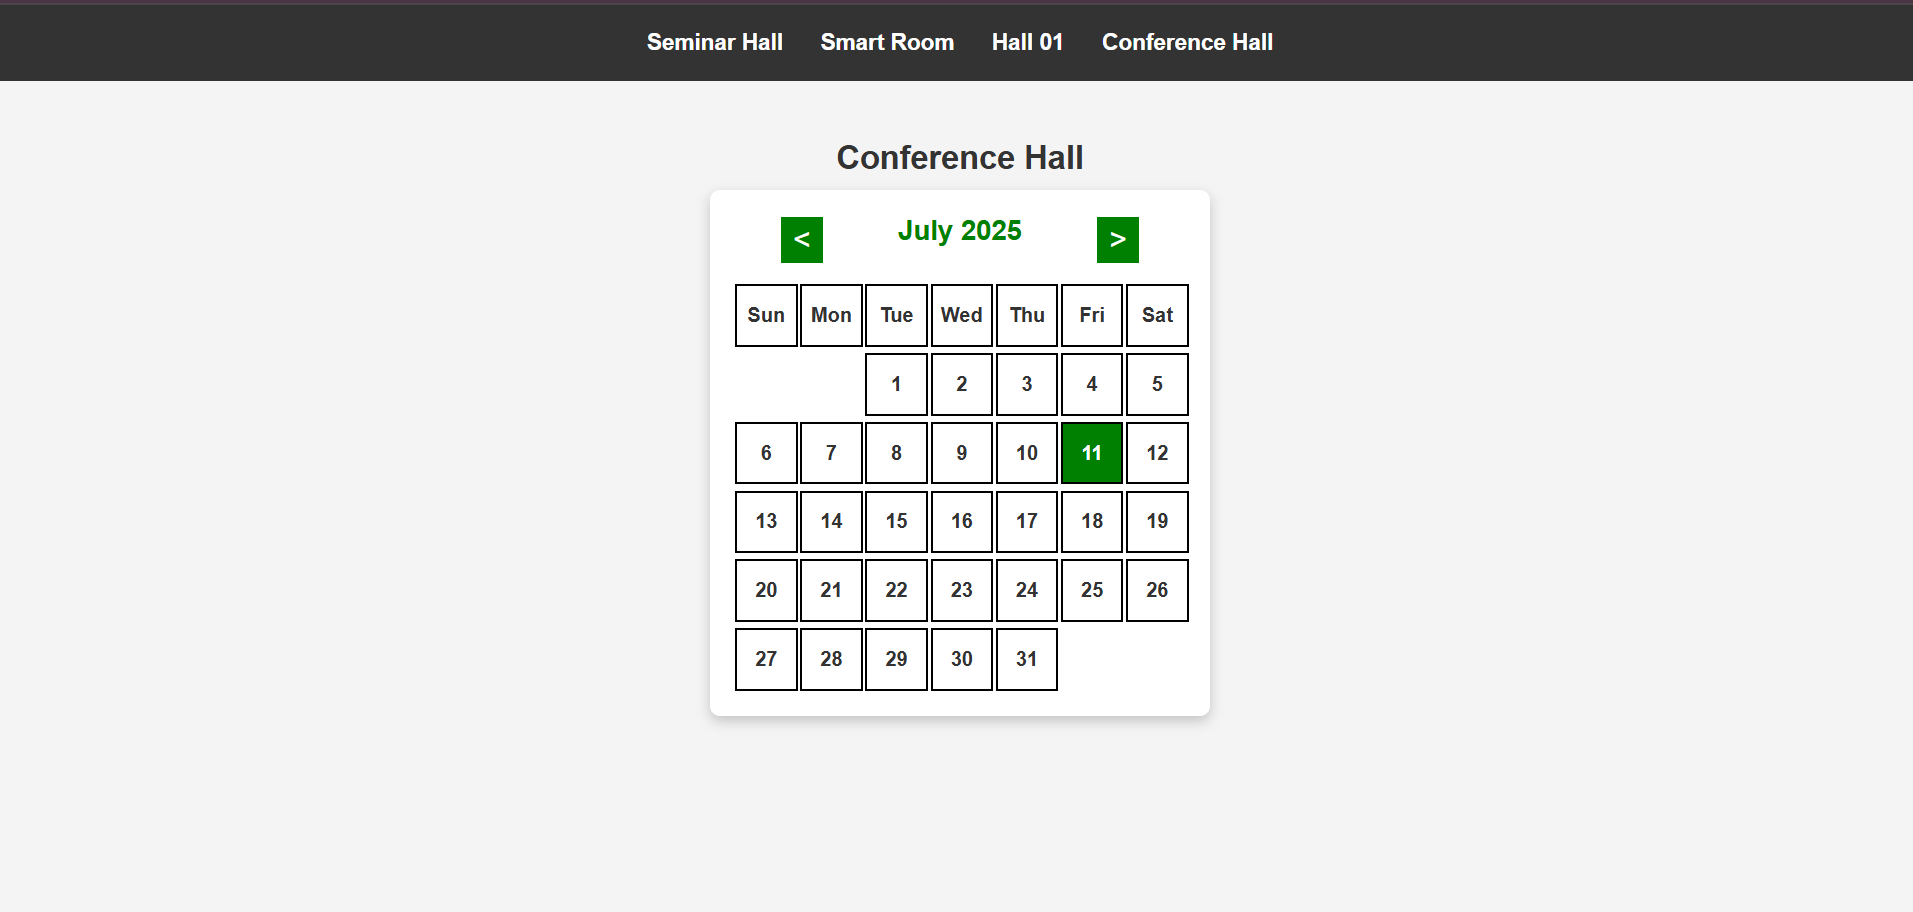 Seminar Hall Smart Room Hall 01 Conference Hall
Conference Hall
< July 2025 >
Sun Mon Tue Wed Thu Fri Sat
1 2 3 4 5
6 7 8 9 10 11 12
13 14 15 16 17 18 19
20 21 22 23 24 25 26
27 28 29 30 31